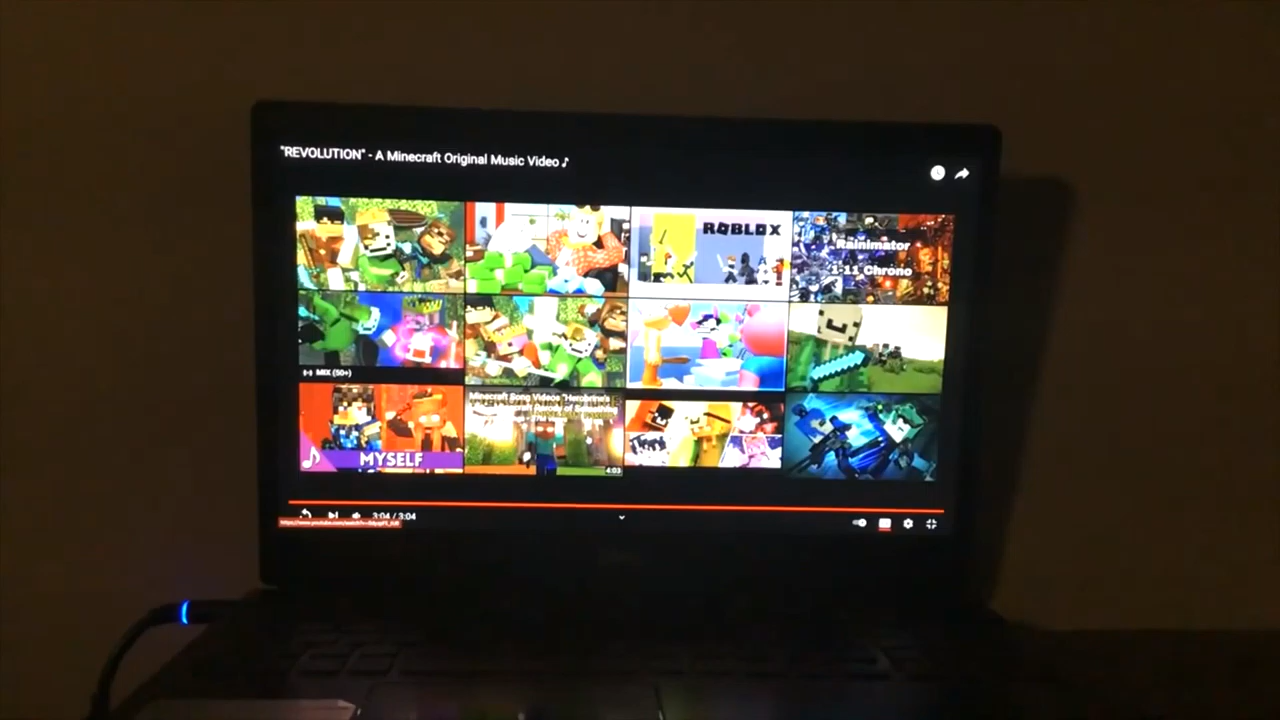 "REVOLUTION" - A Minecraft Original Music Video ♪
ROBLOX
Rainimator
1-11 Chrono
MIX (50+)
MYSELF
Minecraft Song Videos "Herobrine's
4:03
3:04 / 3:04